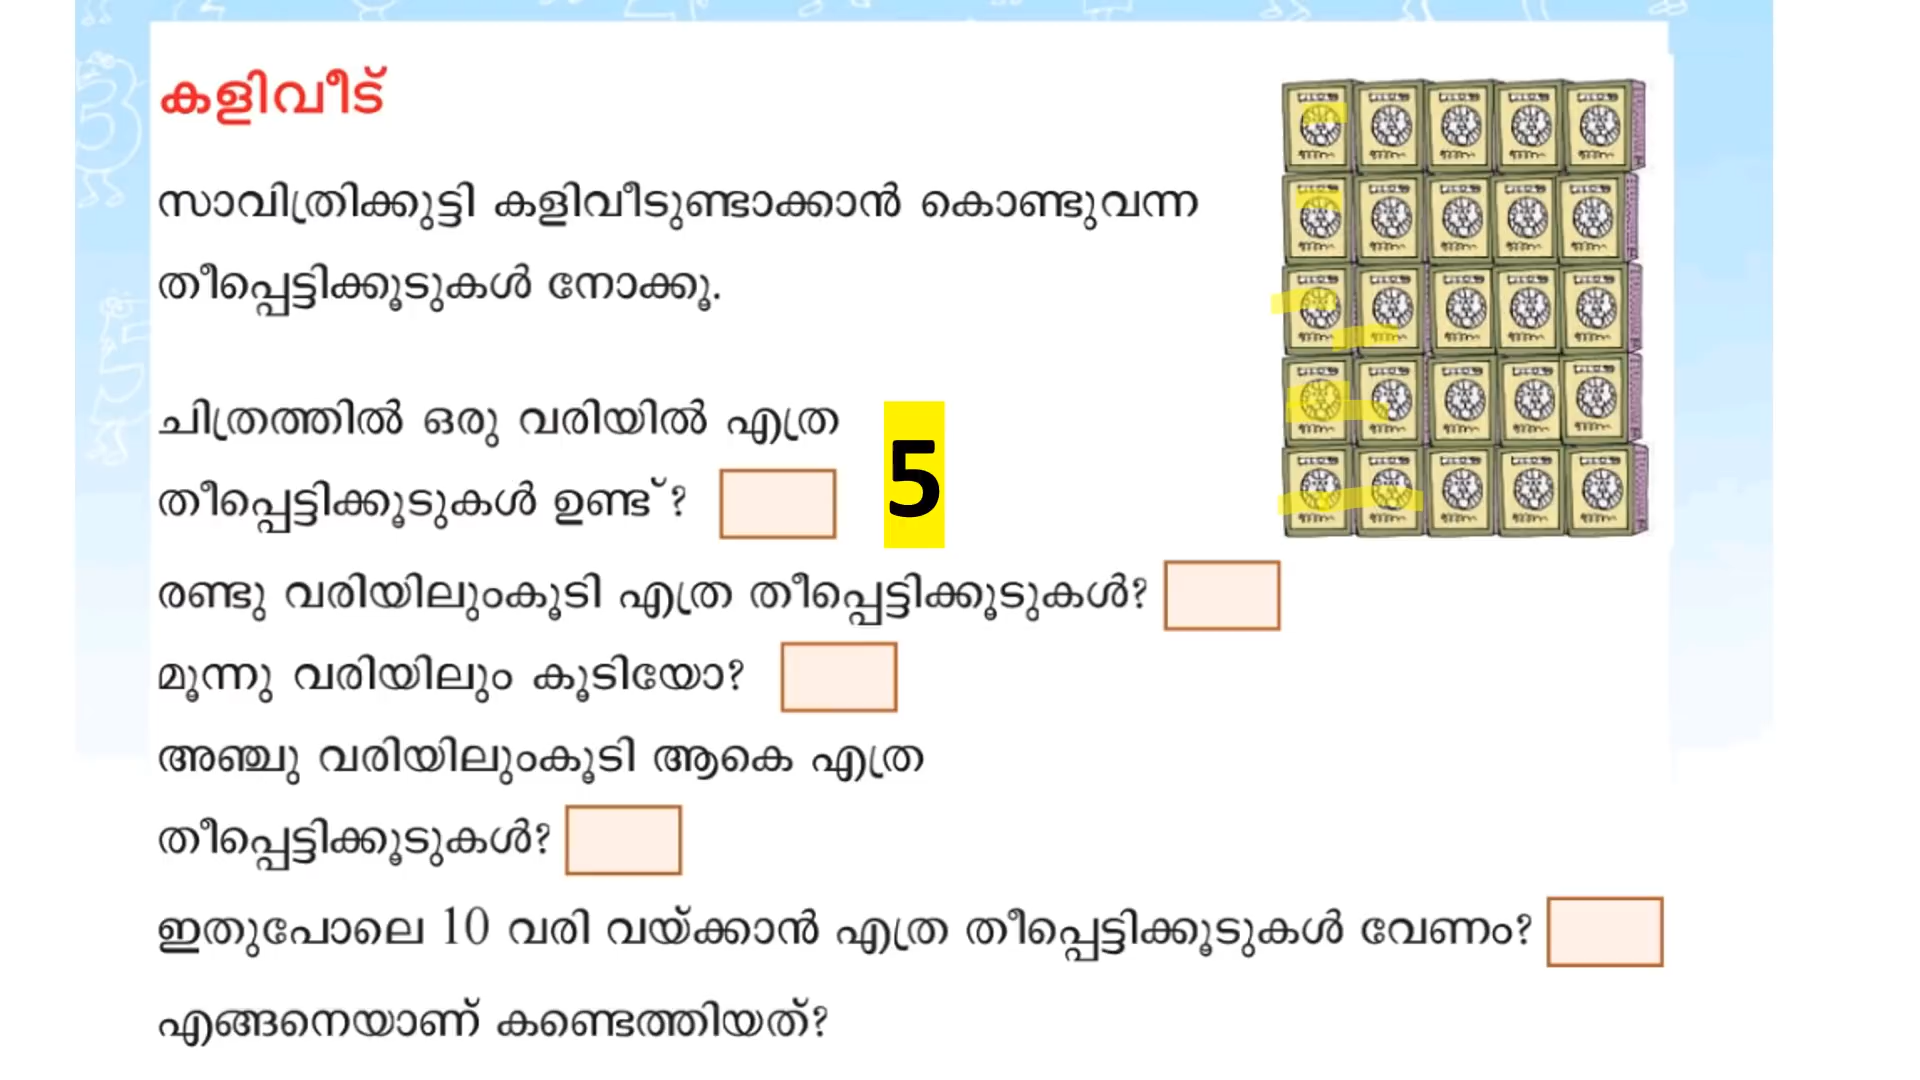 കളിവീട്
സാവിത്രിക്കുട്ടി കളിവീടുണ്ടാക്കാൻ കൊണ്ടുവന്ന
തീപ്പെട്ടിക്കൂടുകൾ നോക്കൂ.
ചിത്രത്തിൽ ഒരു വരിയിൽ എത്ര
തീപ്പെട്ടിക്കൂടുകൾ ഉണ്ട്?
5
രണ്ടു വരിയിലുംകൂടി എത്ര തീപ്പെട്ടിക്കൂടുകൾ?
മൂന്നു വരിയിലും കൂടിയോ?
അഞ്ചു വരിയിലുംകൂടി ആകെ എത്ര
തീപ്പെട്ടിക്കൂടുകൾ?
ഇതുപോലെ 10 വരി വയ്ക്കാൻ എത്ര തീപ്പെട്ടിക്കൂടുകൾ വേണം?
എങ്ങനെയാണ് കണ്ടെത്തിയത്?